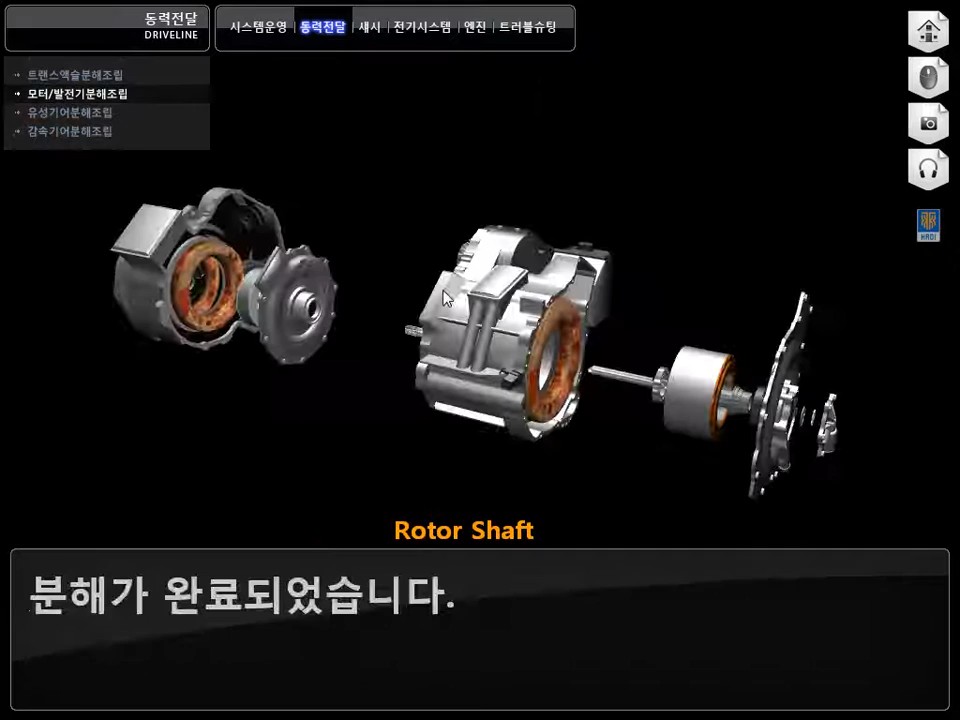 동력전달
DRIVELINE
시스템운영 | 동력전달 | 섀시 | 전기시스템 | 엔진 | 트러블슈팅
트랜스액슬분해조립
모터/발전기분해조립
유성기어분해조립
감속기어분해조립
HADI
Rotor Shaft
분해가 완료되었습니다.